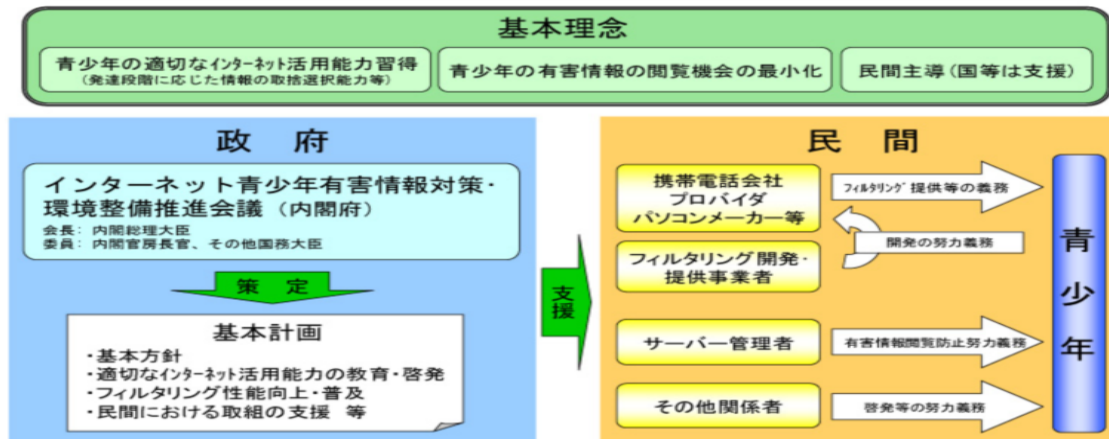 基本理念
青少年の適切なインターネット活用能力習得
(発達段階に応じた情報の取捨選択能力等)
青少年の有害情報の閲覧機会の最小化
民間主導(国等は支援)
政 府
インターネット青少年有害情報対策・
環境整備推進会議(内閣府)
会長: 内閣総理大臣
委員: 内閣官房長官、その他国務大臣
策 定
基本計画
・基本方針
・適切なインターネット活用能力の教育・啓発
・フィルタリング性能向上・普及
・民間における取組の支援 等
支援
民 間
携帯電話会社
プロバイダ
パソコンメーカー等
フィルタリング提供等の義務
開発の努力義務
フィルタリング開発・
提供事業者
サーバー管理者
有害情報閲覧防止努力義務
その他関係者
啓発等の努力義務
青少年